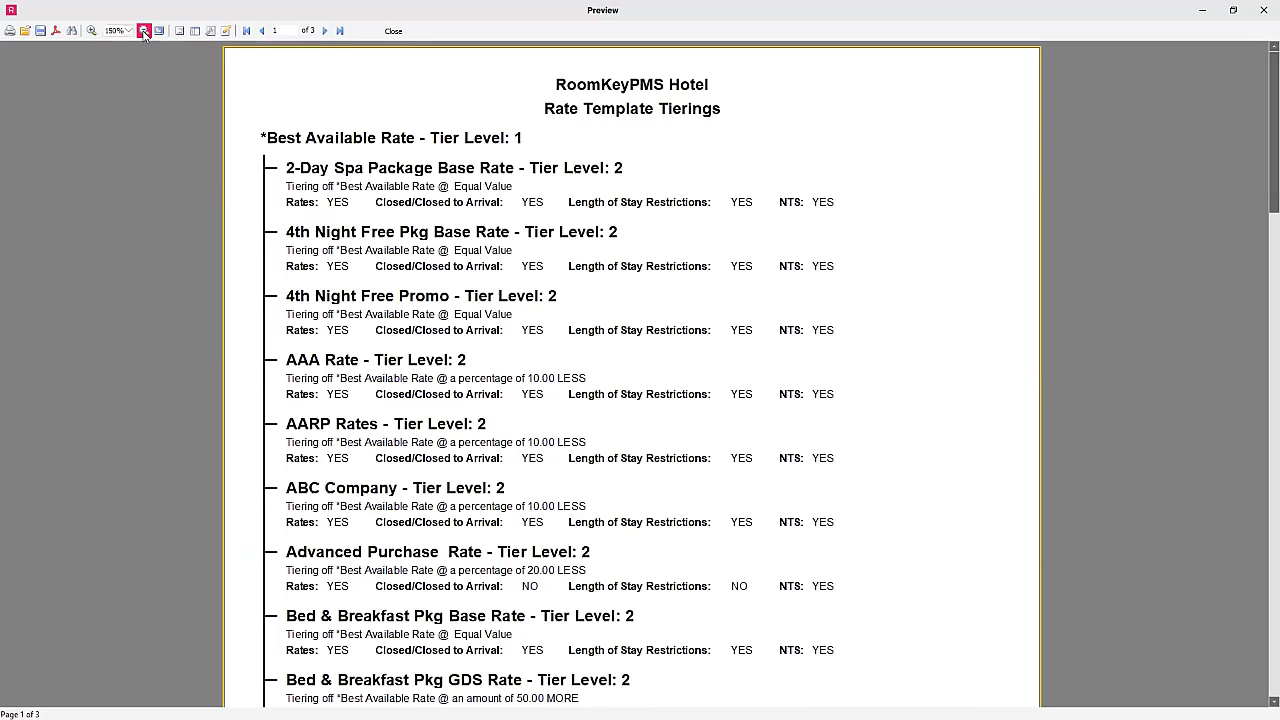 R
Preview
150%
1 of 3
Close
RoomKeyPMS Hotel
Rate Template Tierings
*Best Available Rate - Tier Level: 1
2-Day Spa Package Base Rate - Tier Level: 2
Tiering off *Best Available Rate @ Equal Value
Rates: YES Closed/Closed to Arrival: YES Length of Stay Restrictions: YES NTS: YES
4th Night Free Pkg Base Rate - Tier Level: 2
Tiering off *Best Available Rate @ Equal Value
Rates: YES Closed/Closed to Arrival: YES Length of Stay Restrictions: YES NTS: YES
4th Night Free Promo - Tier Level: 2
Tiering off *Best Available Rate @ Equal Value
Rates: YES Closed/Closed to Arrival: YES Length of Stay Restrictions: YES NTS: YES
AAA Rate - Tier Level: 2
Tiering off *Best Available Rate @ a percentage of 10.00 LESS
Rates: YES Closed/Closed to Arrival: YES Length of Stay Restrictions: YES NTS: YES
AARP Rates - Tier Level: 2
Tiering off *Best Available Rate @ a percentage of 10.00 LESS
Rates: YES Closed/Closed to Arrival: YES Length of Stay Restrictions: YES NTS: YES
ABC Company - Tier Level: 2
Tiering off *Best Available Rate @ a percentage of 10.00 LESS
Rates: YES Closed/Closed to Arrival: YES Length of Stay Restrictions: YES NTS: YES
Advanced Purchase Rate - Tier Level: 2
Tiering off *Best Available Rate @ a percentage of 20.00 LESS
Rates: YES Closed/Closed to Arrival: NO Length of Stay Restrictions: NO NTS: YES
Bed & Breakfast Pkg Base Rate - Tier Level: 2
Tiering off *Best Available Rate @ Equal Value
Rates: YES Closed/Closed to Arrival: YES Length of Stay Restrictions: YES NTS: YES
Bed & Breakfast Pkg GDS Rate - Tier Level: 2
Tiering off *Best Available Rate @ an amount of 50.00 MORE
Page 1 of 3